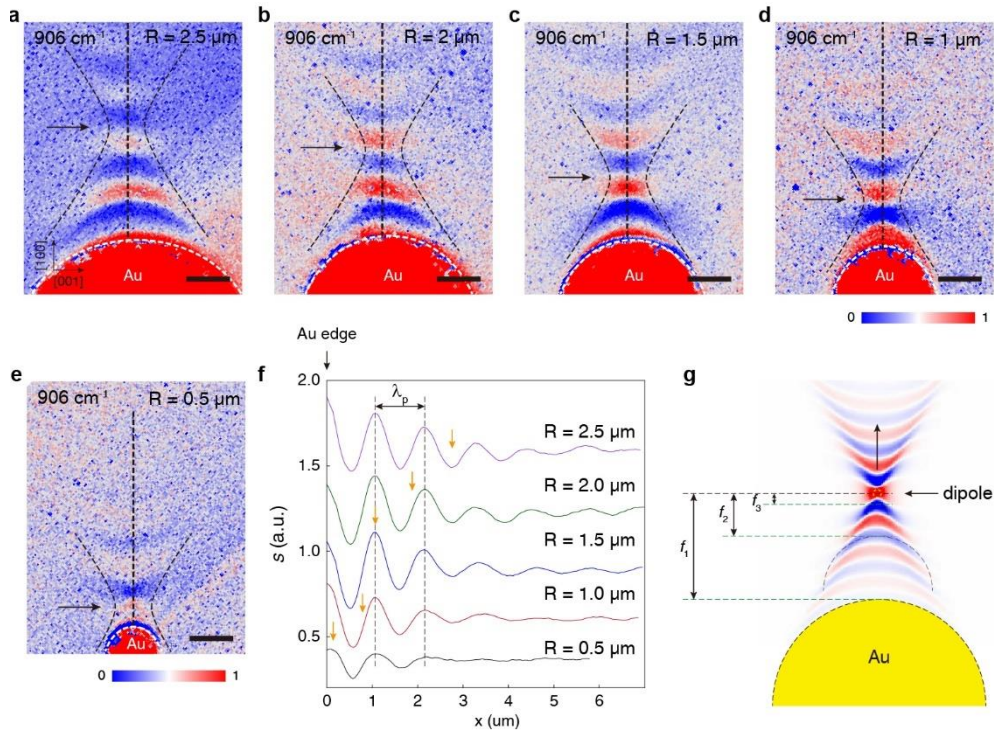 a
906 cm⁻¹ R = 2.5 µm
[100]
[001]
Au
b
906 cm⁻¹ R = 2 µm
Au
c
906 cm⁻¹ R = 1.5 µm
Au
d
906 cm⁻¹ R = 1 µm
Au
0 1
e
906 cm⁻¹ R = 0.5 µm
Au
0 1
f
Au edge
λp
R = 2.5 µm
R = 2.0 µm
R = 1.5 µm
R = 1.0 µm
R = 0.5 µm
s (a.u.)
2.0
1.5
1.0
0.5
0 1 2 3 4 5 6
x (um)
g
dipole
f₃
f₂
f₁
Au